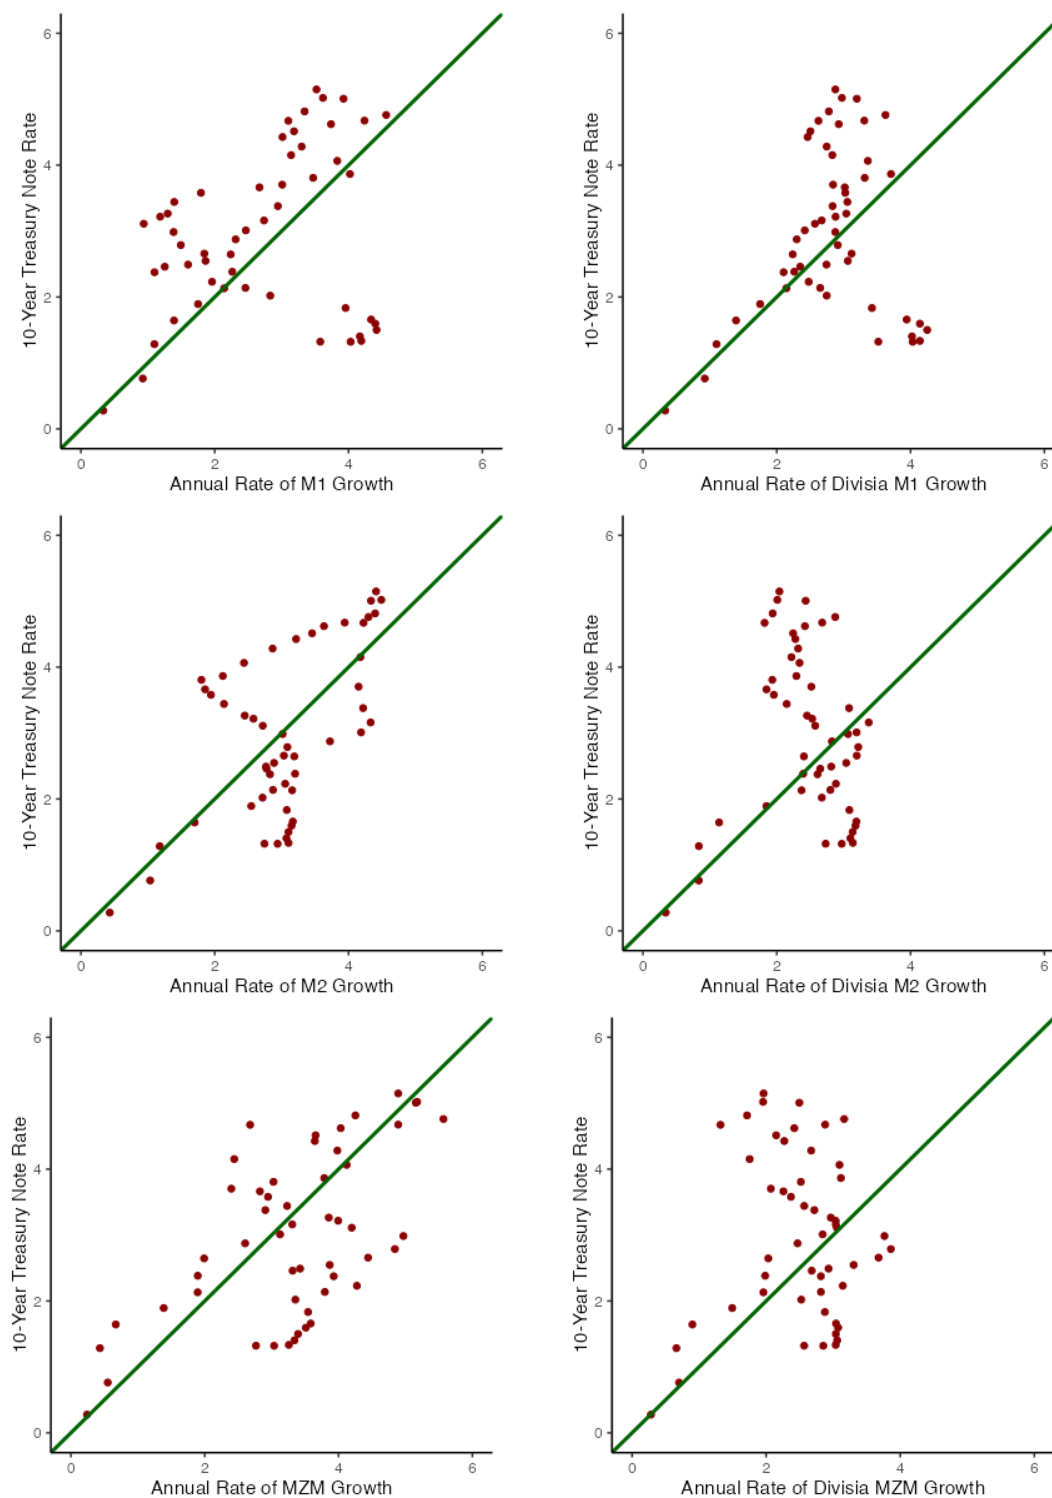 6
4
2
0
10-Year Treasury Note Rate
0 2 4 6
Annual Rate of M1 Growth
6
4
2
0
10-Year Treasury Note Rate
0 2 4 6
Annual Rate of Divisia M1 Growth
6
4
2
0
10-Year Treasury Note Rate
0 2 4 6
Annual Rate of M2 Growth
6
4
2
0
10-Year Treasury Note Rate
0 2 4 6
Annual Rate of Divisia M2 Growth
6
4
2
0
10-Year Treasury Note Rate
0 2 4 6
Annual Rate of MZM Growth
6
4
2
0
10-Year Treasury Note Rate
0 2 4 6
Annual Rate of Divisia MZM Growth